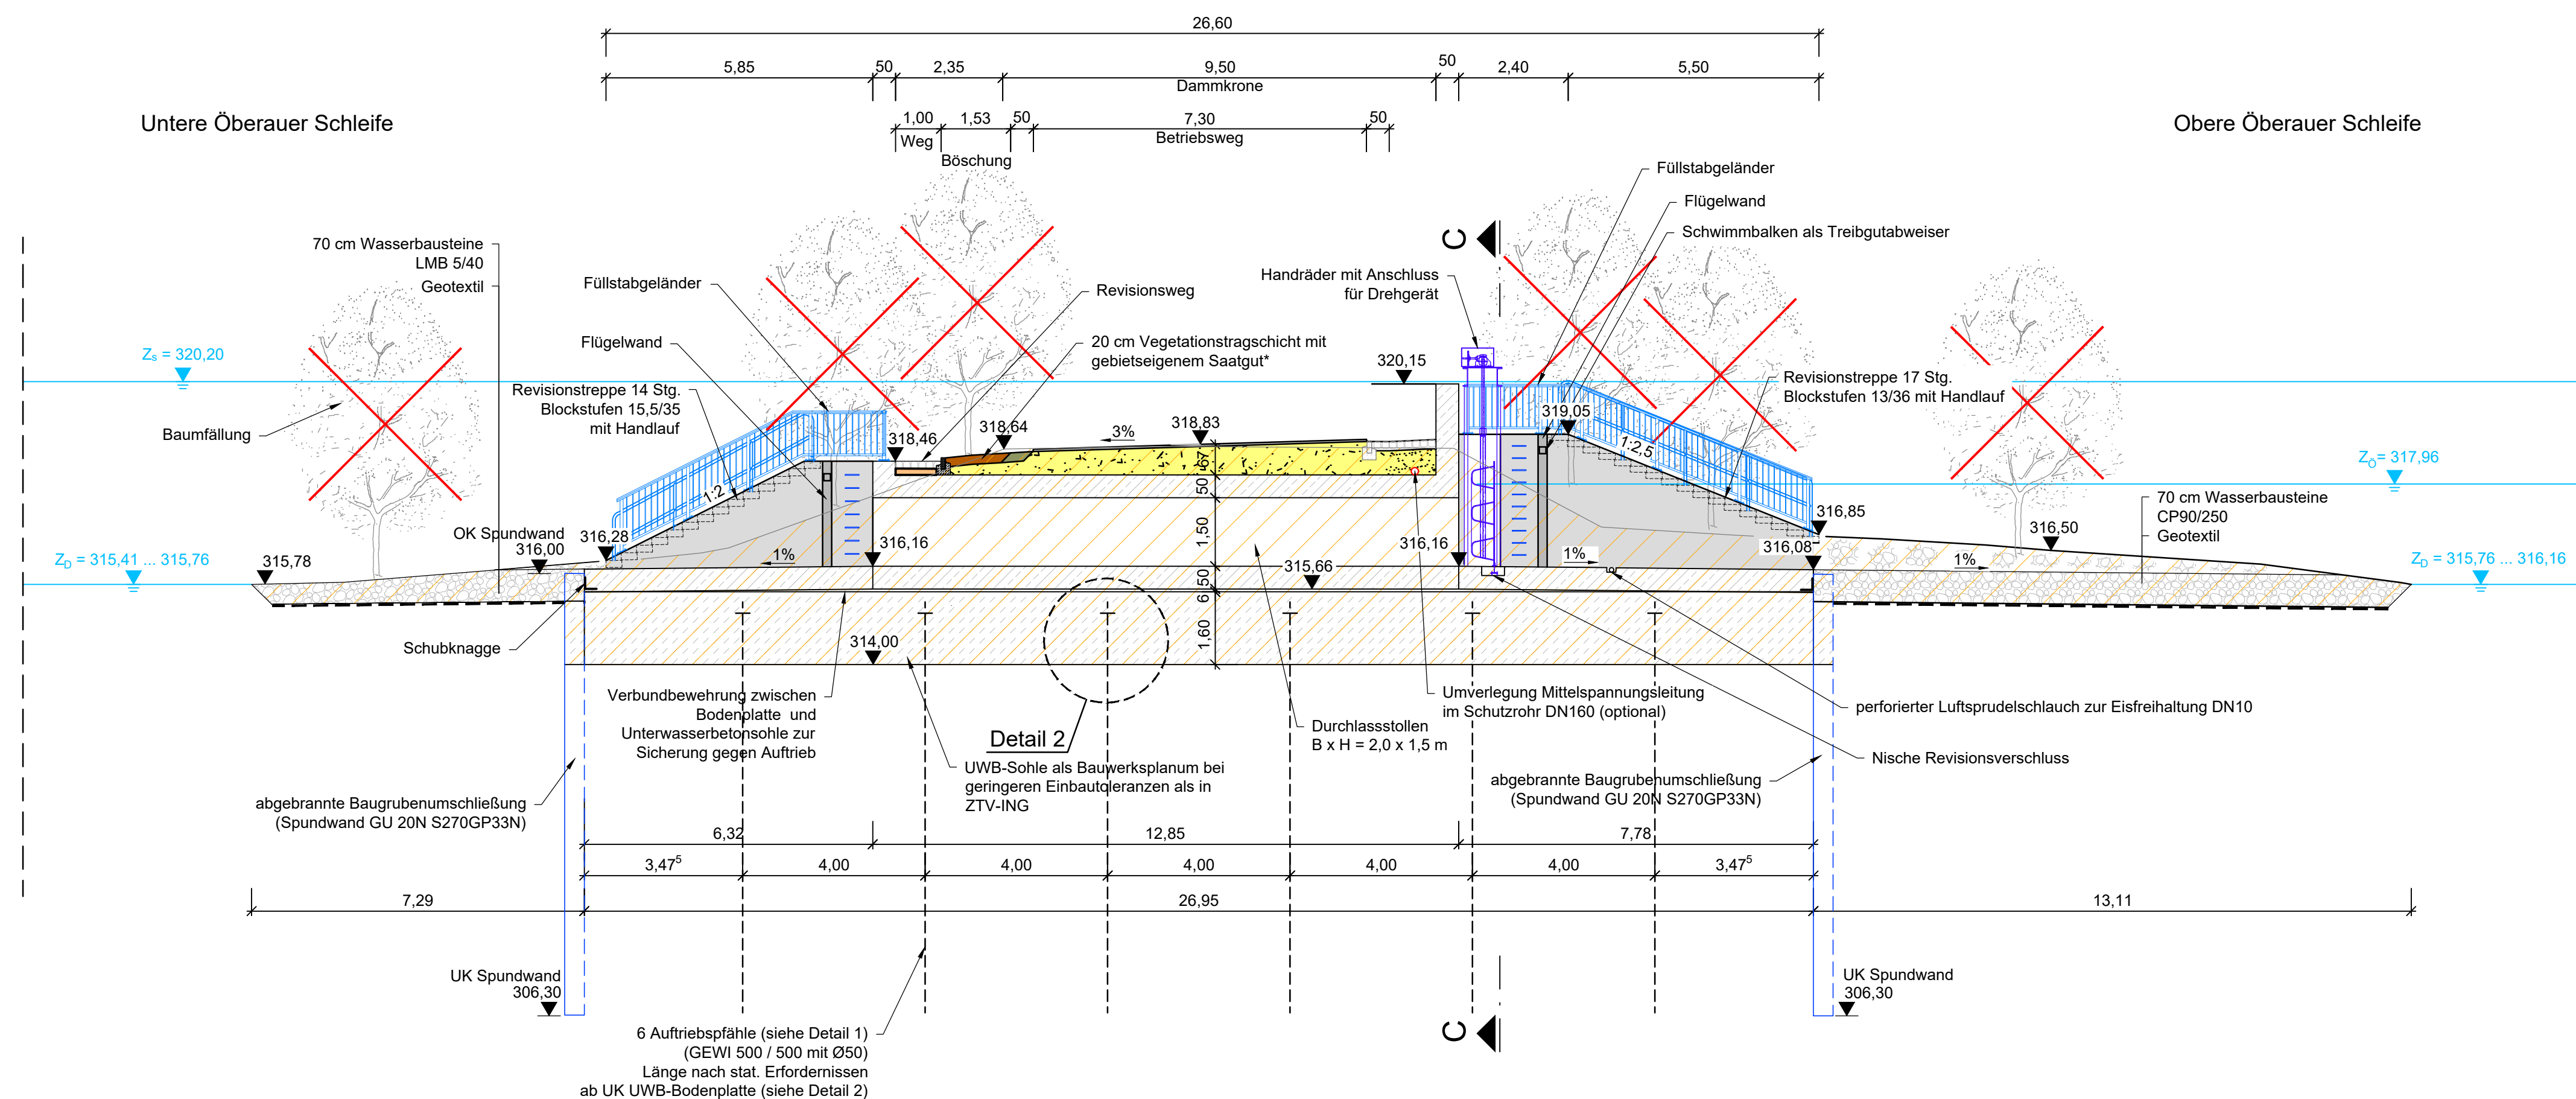 26,60
5,85
50
2,35
9,50
50
2,40
5,50
Dammkrone
1,00
1,53
50
7,30
50
Weg
Betriebsweg
Böschung
Untere Öberauer Schleife
Obere Öberauer Schleife
Füllstabgeländer
Flügelwand
Schwimmbalken als Treibgutabweiser
C
70 cm Wasserbausteine
LMB 5/40
Geotextil
Füllstabgeländer
Flügelwand
Revisionsweg
Handräder mit Anschluss
für Drehgerät
20 cm Vegetationstragschicht mit
gebietseigenem Saatgut*
Zs = 320,20
320,15
Revisionstreppe 14 Stg.
Blockstufen 15,5/35
mit Handlauf
Revisionstreppe 17 Stg.
Blockstufen 13/36 mit Handlauf
Baumfällung
318,46
318,64
3%
318,83
319,05
1:2,5
1:2
67
50
1,50
50
6
1,60
ZÖ = 317,96
70 cm Wasserbausteine
CP90/250
Geotextil
OK Spundwand
316,00
316,28
316,16
316,16
316,85
316,08
316,50
1%
1%
1%
315,66
ZD = 315,41 ... 315,76
315,78
ZD = 315,76 ... 316,16
Schubknagge
314,00
Verbundbewehrung zwischen
Bodenplatte und
Unterwasserbetonsohle zur
Sicherung gegen Auftrieb
Detail 2
UWB-Sohle als Bauwerksplanum bei
geringeren Einbautoleranzen als in
ZTV-ING
Durchlassstollen
B x H = 2,0 x 1,5 m
Umverlegung Mittelspannungsleitung
im Schutzrohr DN160 (optional)
perforierter Luftsprudelschlauch zur Eisfreihaltung DN10
Nische Revisionsverschluss
abgebrannte Baugrubenumschließung
(Spundwand GU 20N S270GP33N)
abgebrannte Baugrubenumschließung
(Spundwand GU 20N S270GP33N)
6,32
12,85
7,78
3,47⁵
4,00
4,00
4,00
4,00
4,00
3,47⁵
7,29
26,95
13,11
UK Spundwand
306,30
UK Spundwand
306,30
C
6 Auftriebspfähle (siehe Detail 1)
(GEWI 500 / 500 mit Ø50)
Länge nach stat. Erfordernissen
ab UK UWB-Bodenplatte (siehe Detail 2)